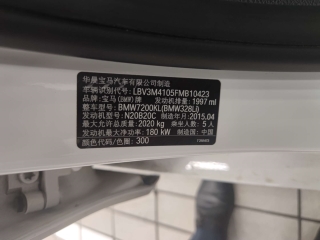 华晨宝马汽车有限公司制造
车辆识别代号：LBV3M4105FMB10423
品牌：宝马(BMW)牌 发动机排量：1997 ml
整车型号：BMW7200KL(BMW328Li)
发动机型号：N20B20C 制造年月：2015.04
最大允许总质量：2020 kg 乘坐人数：5 人
发动机最大净功率：180 kW 制造国：中国
颜色代码/色圈：300